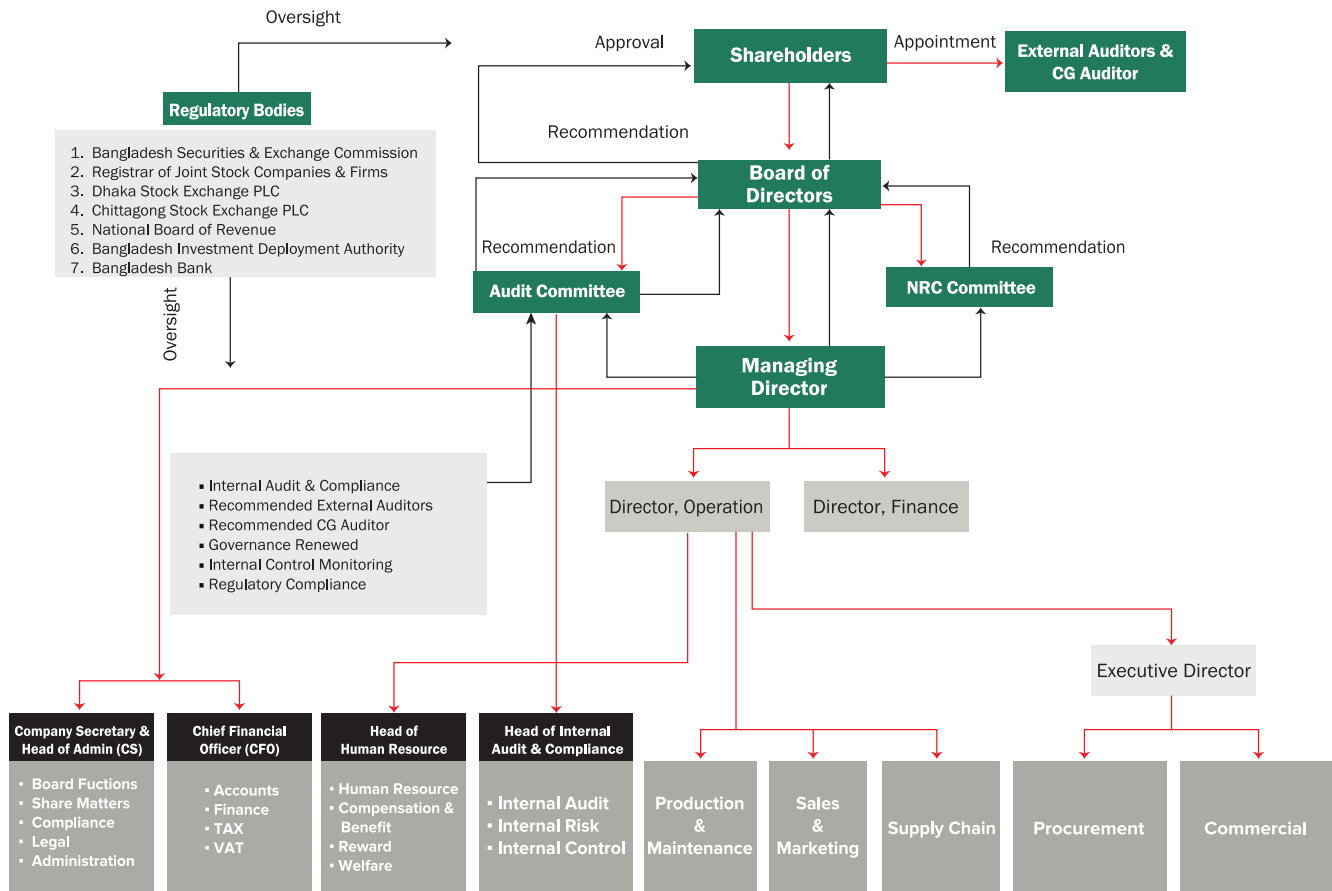 Oversight
Approval
Shareholders
Appointment
External Auditors &
CG Auditor
Regulatory Bodies
1. Bangladesh Securities & Exchange Commission
2. Registrar of Joint Stock Companies & Firms
3. Dhaka Stock Exchange PLC
4. Chittagong Stock Exchange PLC
5. National Board of Revenue
6. Bangladesh Investment Deployment Authority
7. Bangladesh Bank
Recommendation
Board of
Directors
Recommendation
Recommendation
Audit Committee
NRC Committee
Oversight
Managing
Director
▪ Internal Audit & Compliance
▪ Recommended External Auditors
▪ Recommended CG Auditor
▪ Governance Renewed
▪ Internal Control Monitoring
▪ Regulatory Compliance
Director, Operation
Director, Finance
Executive Director
Company Secretary &
Head of Admin (CS)
▪ Board Fuctions
▪ Share Matters
▪ Compliance
▪ Legal
▪ Administration
Chief Financial
Officer (CFO)
▪ Accounts
▪ Finance
▪ TAX
▪ VAT
Head of
Human Resource
▪ Human Resource
▪ Compensation &
Benefit
▪ Reward
▪ Welfare
Head of Internal
Audit & Compliance
▪ Internal Audit
▪ Internal Risk
▪ Internal Control
Production
&
Maintenance
Sales
&
Marketing
Supply Chain
Procurement
Commercial